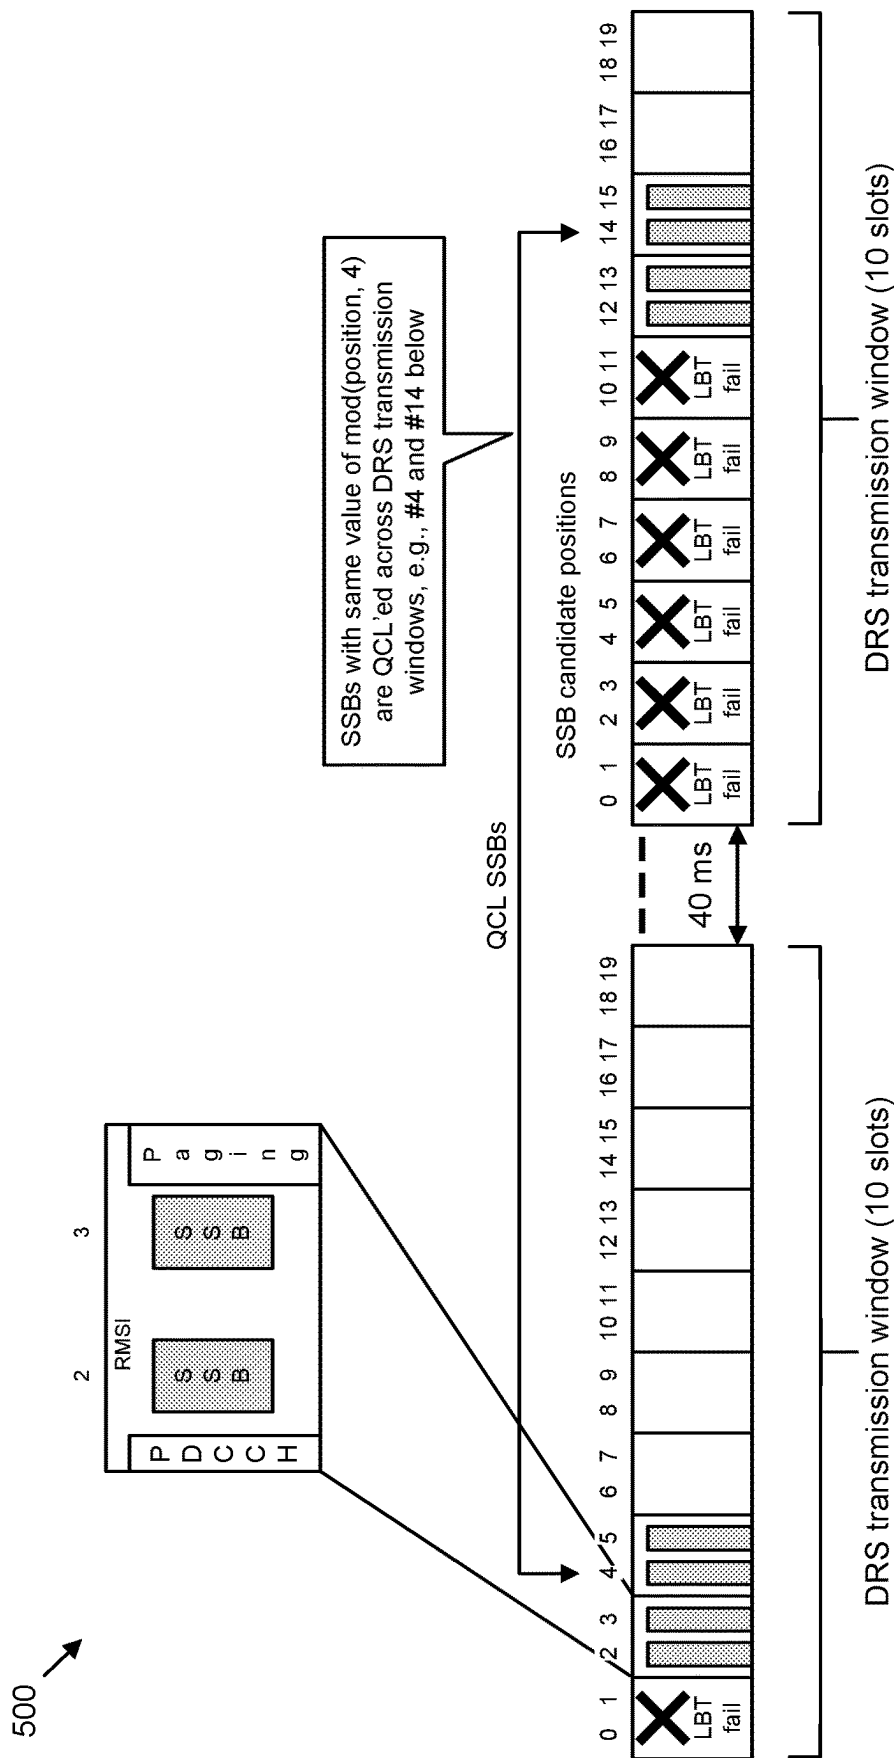 500
2 3
RMSI
PDCCH
SSB
SSB
Paging
SSBs with same value of mod(position, 4)
are QCL'ed across DRS transmission
windows, e.g., #4 and #14 below
QCL SSBs
SSB candidate positions
0 1 2 3 4 5 6 7 8 9 10 11 12 13 14 15 16 17 18 19
LBT
fail
DRS transmission window (10 slots)
40 ms
0 1 2 3 4 5 6 7 8 9 10 11 12 13 14 15 16 17 18 19
LBT
fail
LBT
fail
LBT
fail
LBT
fail
LBT
fail
LBT
fail
DRS transmission window (10 slots)